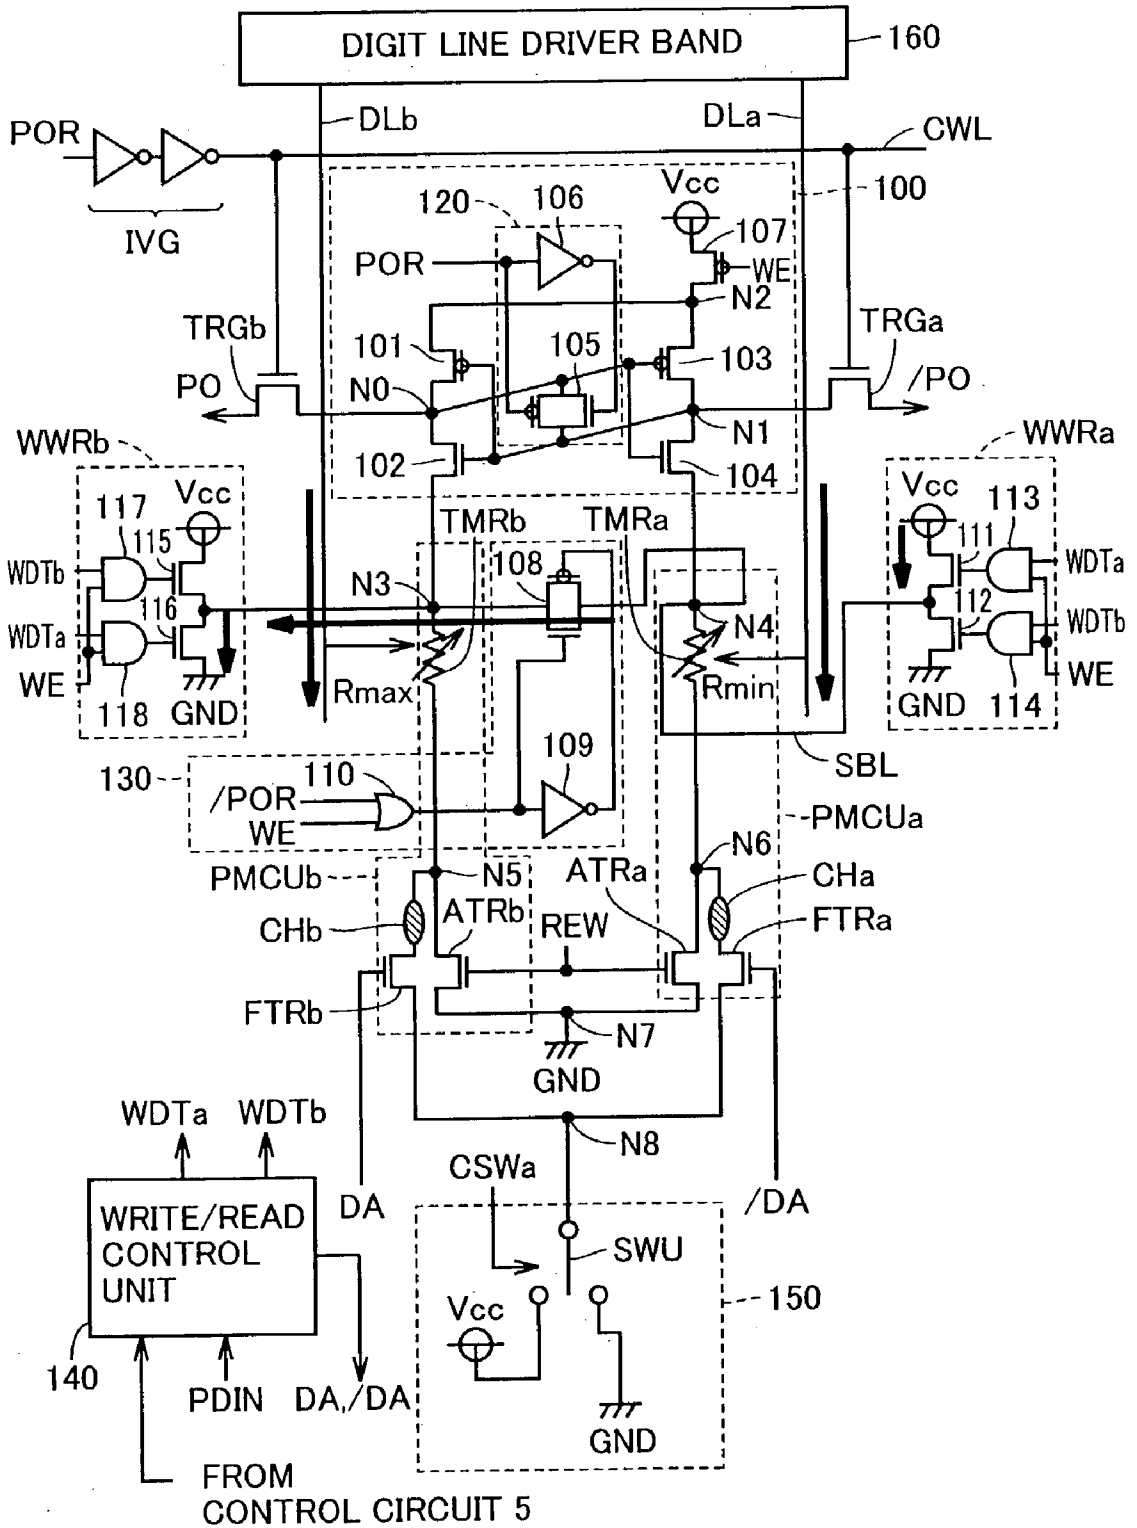 DIGIT LINE DRIVER BAND
160
DLb
DLa
POR
CWL
IVG
100
Vcc
120
106
107
POR
WE
N2
TRGb
TRGa
101
105
103
PO
N0
/PO
N1
WWRb
WWRa
102
104
Vcc
Vcc
117
113
TMRb
TMRa
115
111
108
WDTb
WDTa
N3
116
112
WDTa
N4
WDTb
WE
Rmax
Rmin
WE
118
GND
GND
114
109
SBL
130
110
/POR
WE
PMCUa
N6
PMCUb
N5
ATRa
CHa
ATRb
CHb
REW
FTRa
FTRb
N7
GND
WDTa
WDTb
N8
CSWa
DA
/DA
WRITE/READ
CONTROL
UNIT
SWU
150
Vcc
140
PDIN
DA,/DA
GND
FROM
CONTROL CIRCUIT 5